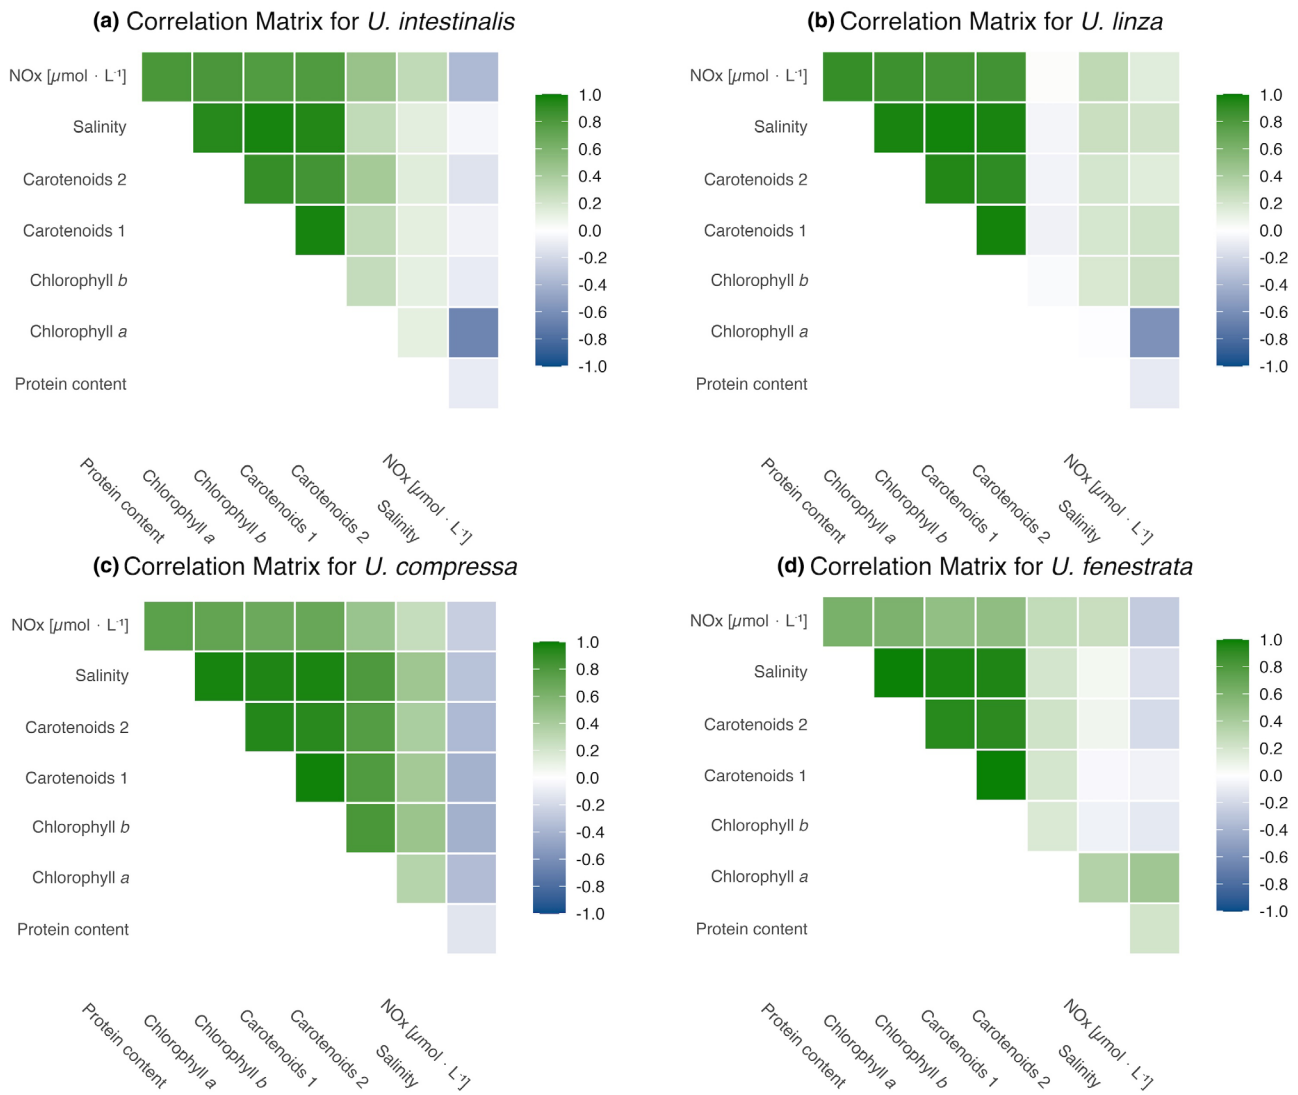 (a) Correlation Matrix for U. intestinalis
NOx [µmol · L⁻¹]
Salinity
Carotenoids 2
Carotenoids 1
Chlorophyll b
Chlorophyll a
Protein content
1.0
0.8
0.6
0.4
0.2
0.0
-0.2
-0.4
-0.6
-0.8
-1.0
Protein content
Chlorophyll a
Chlorophyll b
Carotenoids 1
Carotenoids 2
Salinity
NOx [µmol · L⁻¹]
(b) Correlation Matrix for U. linza
NOx [µmol · L⁻¹]
Salinity
Carotenoids 2
Carotenoids 1
Chlorophyll b
Chlorophyll a
Protein content
1.0
0.8
0.6
0.4
0.2
0.0
-0.2
-0.4
-0.6
-0.8
-1.0
Protein content
Chlorophyll a
Chlorophyll b
Carotenoids 1
Carotenoids 2
Salinity
NOx [µmol · L⁻¹]
(c) Correlation Matrix for U. compressa
NOx [µmol · L⁻¹]
Salinity
Carotenoids 2
Carotenoids 1
Chlorophyll b
Chlorophyll a
Protein content
1.0
0.8
0.6
0.4
0.2
0.0
-0.2
-0.4
-0.6
-0.8
-1.0
Protein content
Chlorophyll a
Chlorophyll b
Carotenoids 1
Carotenoids 2
Salinity
NOx [µmol · L⁻¹]
(d) Correlation Matrix for U. fenestrata
NOx [µmol · L⁻¹]
Salinity
Carotenoids 2
Carotenoids 1
Chlorophyll b
Chlorophyll a
Protein content
1.0
0.8
0.6
0.4
0.2
0.0
-0.2
-0.4
-0.6
-0.8
-1.0
Protein content
Chlorophyll a
Chlorophyll b
Carotenoids 1
Carotenoids 2
Salinity
NOx [µmol · L⁻¹]